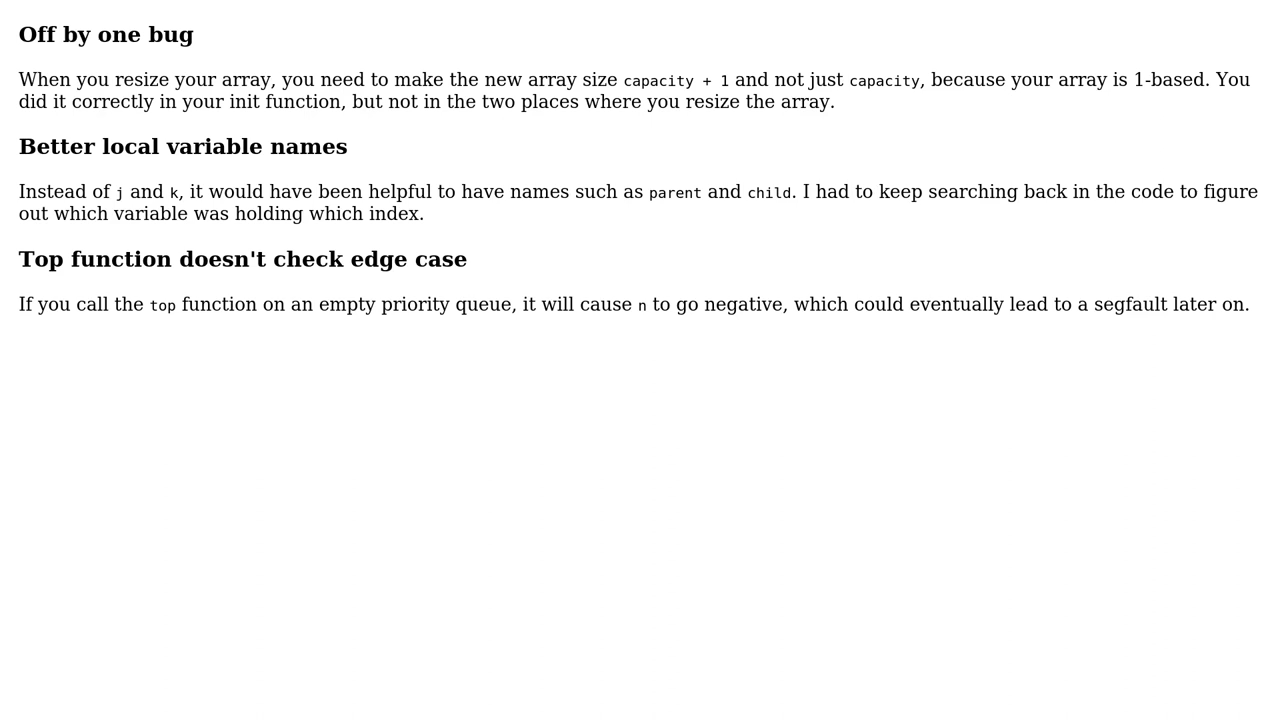 Off by one bug
When you resize your array, you need to make the new array size capacity + 1 and not just capacity, because your array is 1-based. You
did it correctly in your init function, but not in the two places where you resize the array.
Better local variable names
Instead of j and k, it would have been helpful to have names such as parent and child. I had to keep searching back in the code to figure
out which variable was holding which index.
Top function doesn't check edge case
If you call the top function on an empty priority queue, it will cause n to go negative, which could eventually lead to a segfault later on.